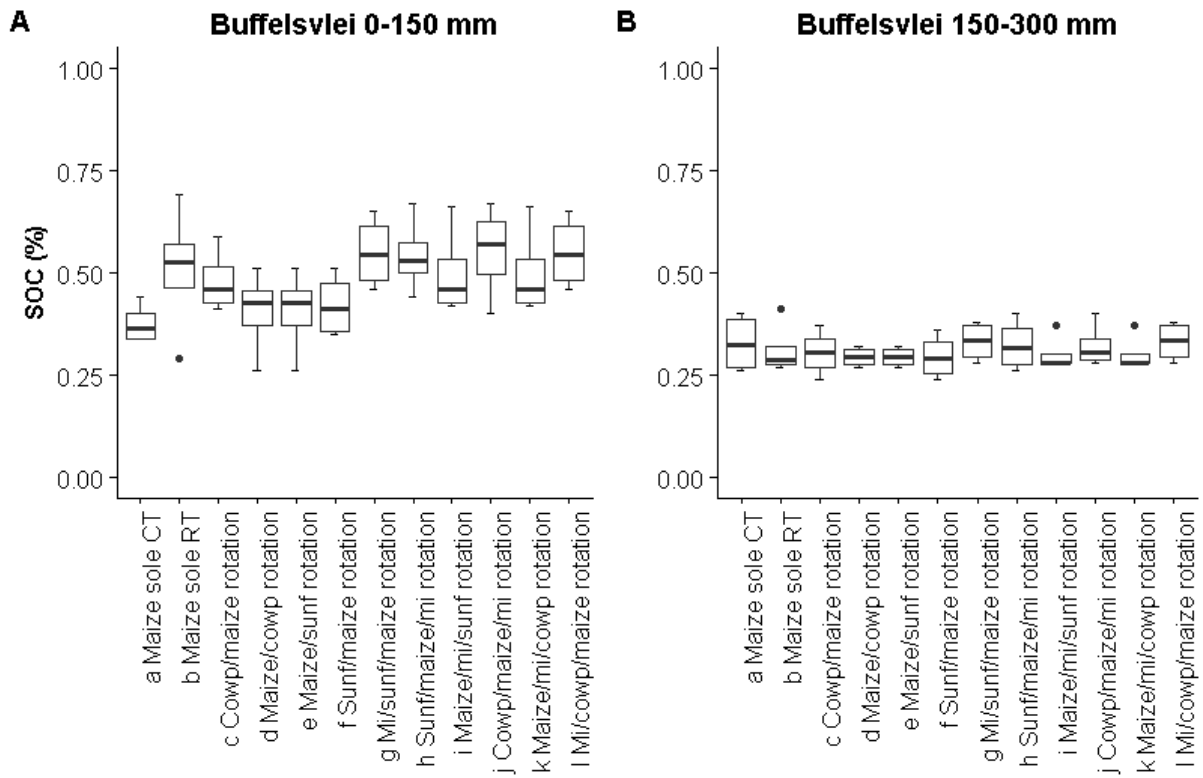 A
Buffelsvlei 0-150 mm
SOC (%)
1.00
0.75
0.50
0.25
0.00
a Maize sole CT
b Maize sole RT
c Cowp/maize rotation
d Maize/cowp rotation
e Maize/sunf rotation
f Sunf/maize rotation
g Mi/sunf/maize rotation
h Sunf/maize/mi rotation
i Maize/mi/sunf rotation
j Cowp/maize/mi rotation
k Maize/mi/cowp rotation
l Mi/cowp/maize rotation
B
Buffelsvlei 150-300 mm
1.00
0.75
0.50
0.25
0.00
a Maize sole CT
b Maize sole RT
c Cowp/maize rotation
d Maize/cowp rotation
e Maize/sunf rotation
f Sunf/maize rotation
g Mi/sunf/maize rotation
h Sunf/maize/mi rotation
i Maize/mi/sunf rotation
j Cowp/maize/mi rotation
k Maize/mi/cowp rotation
l Mi/cowp/maize rotation